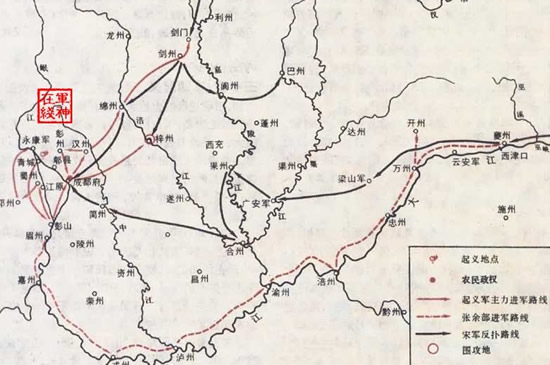 利州
龙州
剑门
剑州
巴州
阆州
绵州
岷
江
在軍
綏神
涪
梓州
蓬州
达州
开州
夔州
西津口
云安军
万州
永康军
彭州
汉州
青城
郫县
蜀州
江原
成都府
邛州
西充
果州
渠州
梁山军
广安军
遂州
简州
彭山
眉州
陵州
合州
忠州
施州
嘉州
资州
荣州
昌州
渝州
涪州
黔州
泸州
江
起义地点
农民政权
起义军主力进军路线
张余部进军路线
宋军反扑路线
围攻地